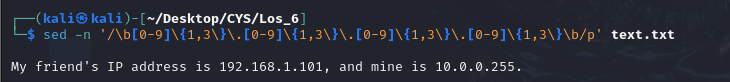 ┌──(kali㉿kali)-[~/Desktop/CYS/Los_6]
└─$ sed -n '/\b[0-9]\{1,3\}\.[0-9]\{1,3\}\.[0-9]\{1,3\}\.[0-9]\{1,3\}\b/p' text.txt
My friend's IP address is 192.168.1.101, and mine is 10.0.0.255.